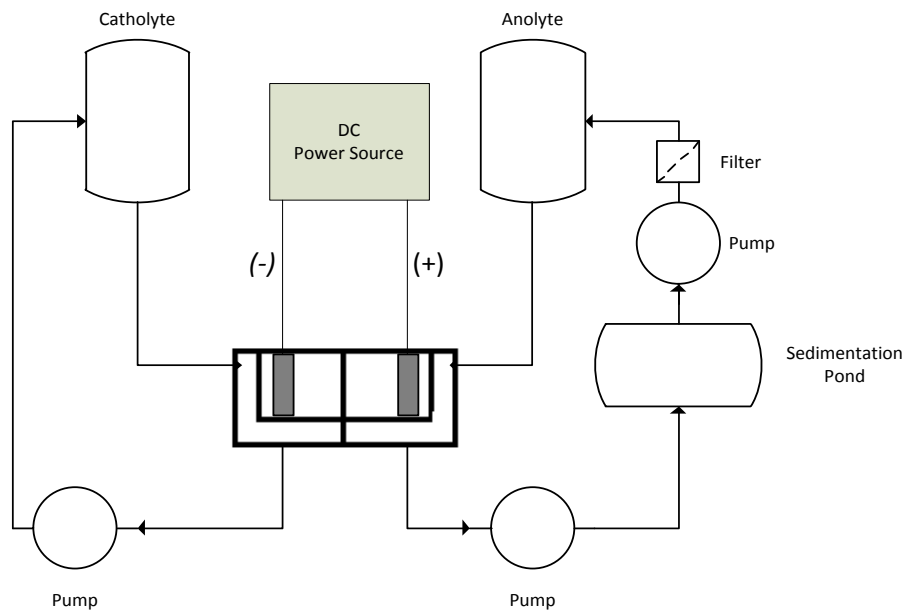 Catholyte
Anolyte
DC
Power Source
Filter
(-)
(+)
Pump
Sedimentation
Pond
Pump
Pump